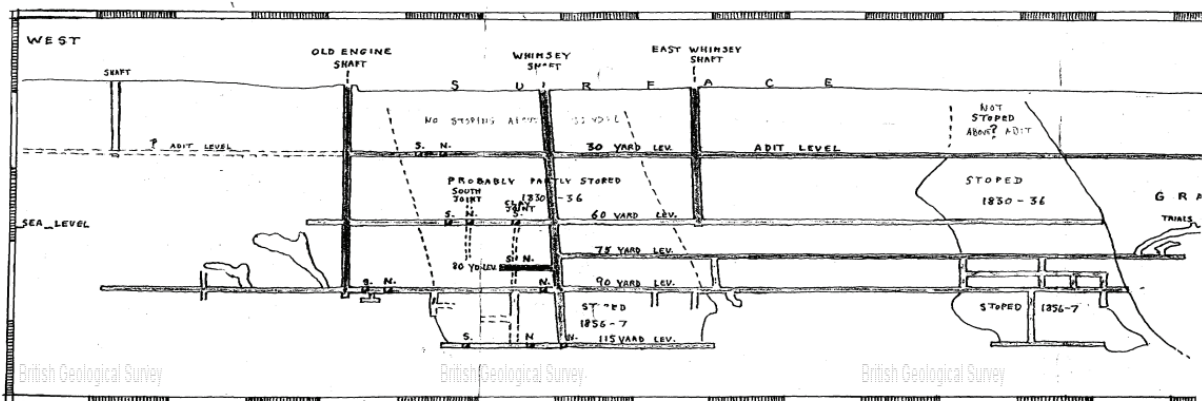 WEST
OLD ENGINE
SHAFT
WHIMSEY
SHAFT
EAST WHIMSEY
SHAFT
SHAFT
S U R F A C E
NO STOPING
NOT
STOPED
ABOVE? ADIT
? ADIT LEVEL
S. N.
30 YARD LEV.
ADIT LEVEL
PROBABLY PARTLY STOPED
1830-36
SOUTH
JOINT
CLAY
JOINT
STOPED
1830-36
GRA
TRIALS
SEA LEVEL
S. N.
S.
60 YARD LEV.
75 YARD LEV.
S N.
80 YD LEV.
S. N.
N.
90 YARD LEV.
STOPED
1856-7
STOPED 1856-7
S. N N.
115 YARD LEV.
British Geological Survey
British Geological Survey
British Geological Survey